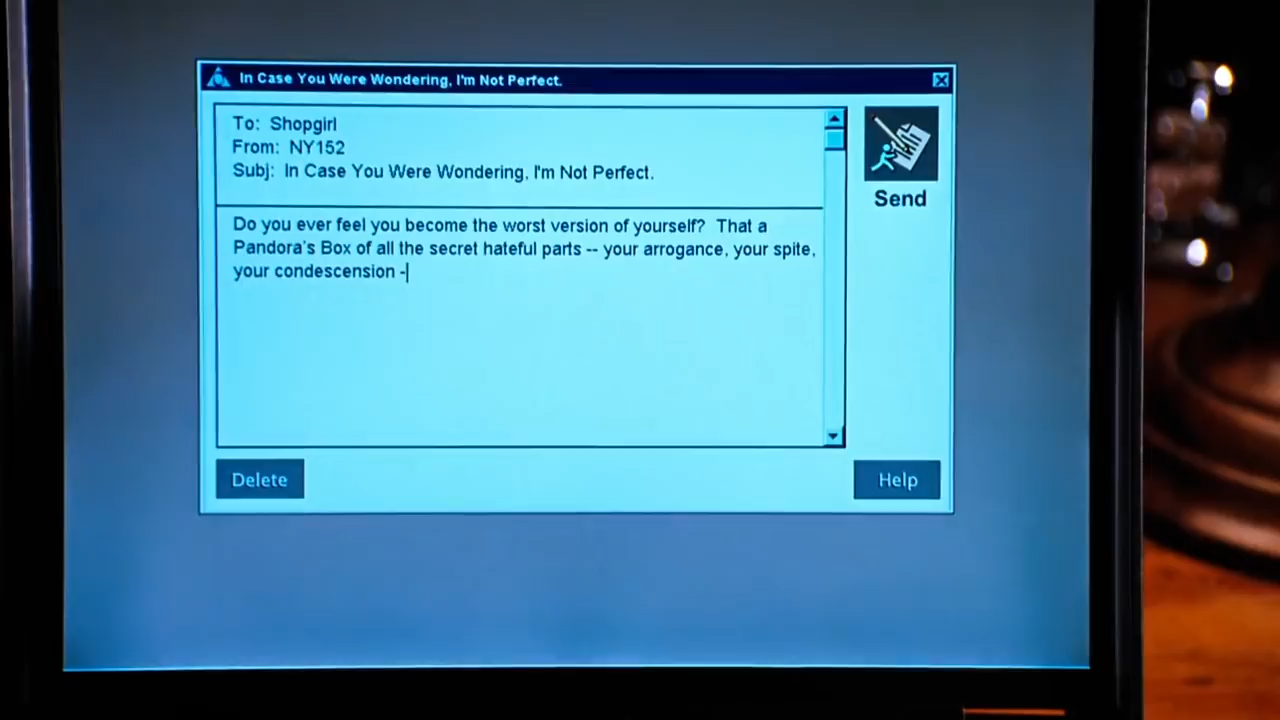 In Case You Were Wondering, I'm Not Perfect.
To: Shopgirl
From: NY152
Subj: In Case You Were Wondering, I'm Not Perfect.
Send
Do you ever feel you become the worst version of yourself? That a
Pandora's Box of all the secret hateful parts -- your arrogance, your spite,
your condescension -
Delete
Help